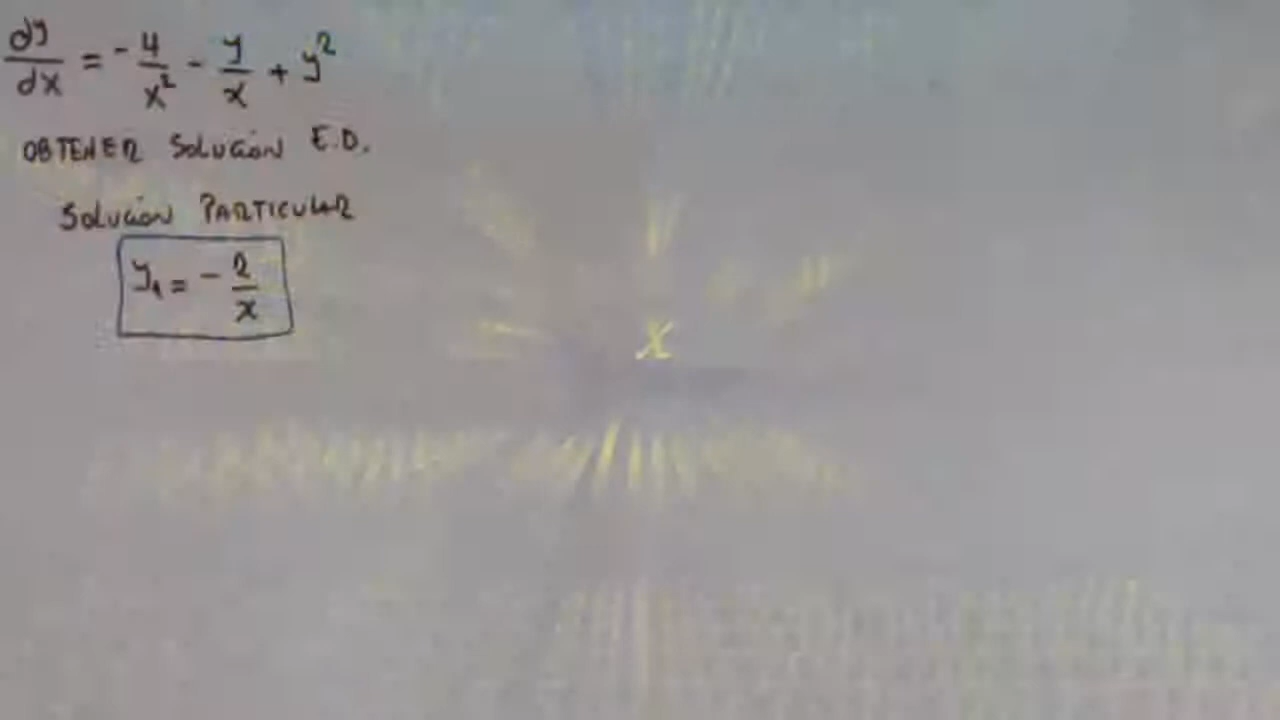 dy/dx = - 4/x² - y/x + y²
OBTENER SOLUCIÓN E.D.
SOLUCIÓN PARTICULAR
y₁ = - 2/x
x